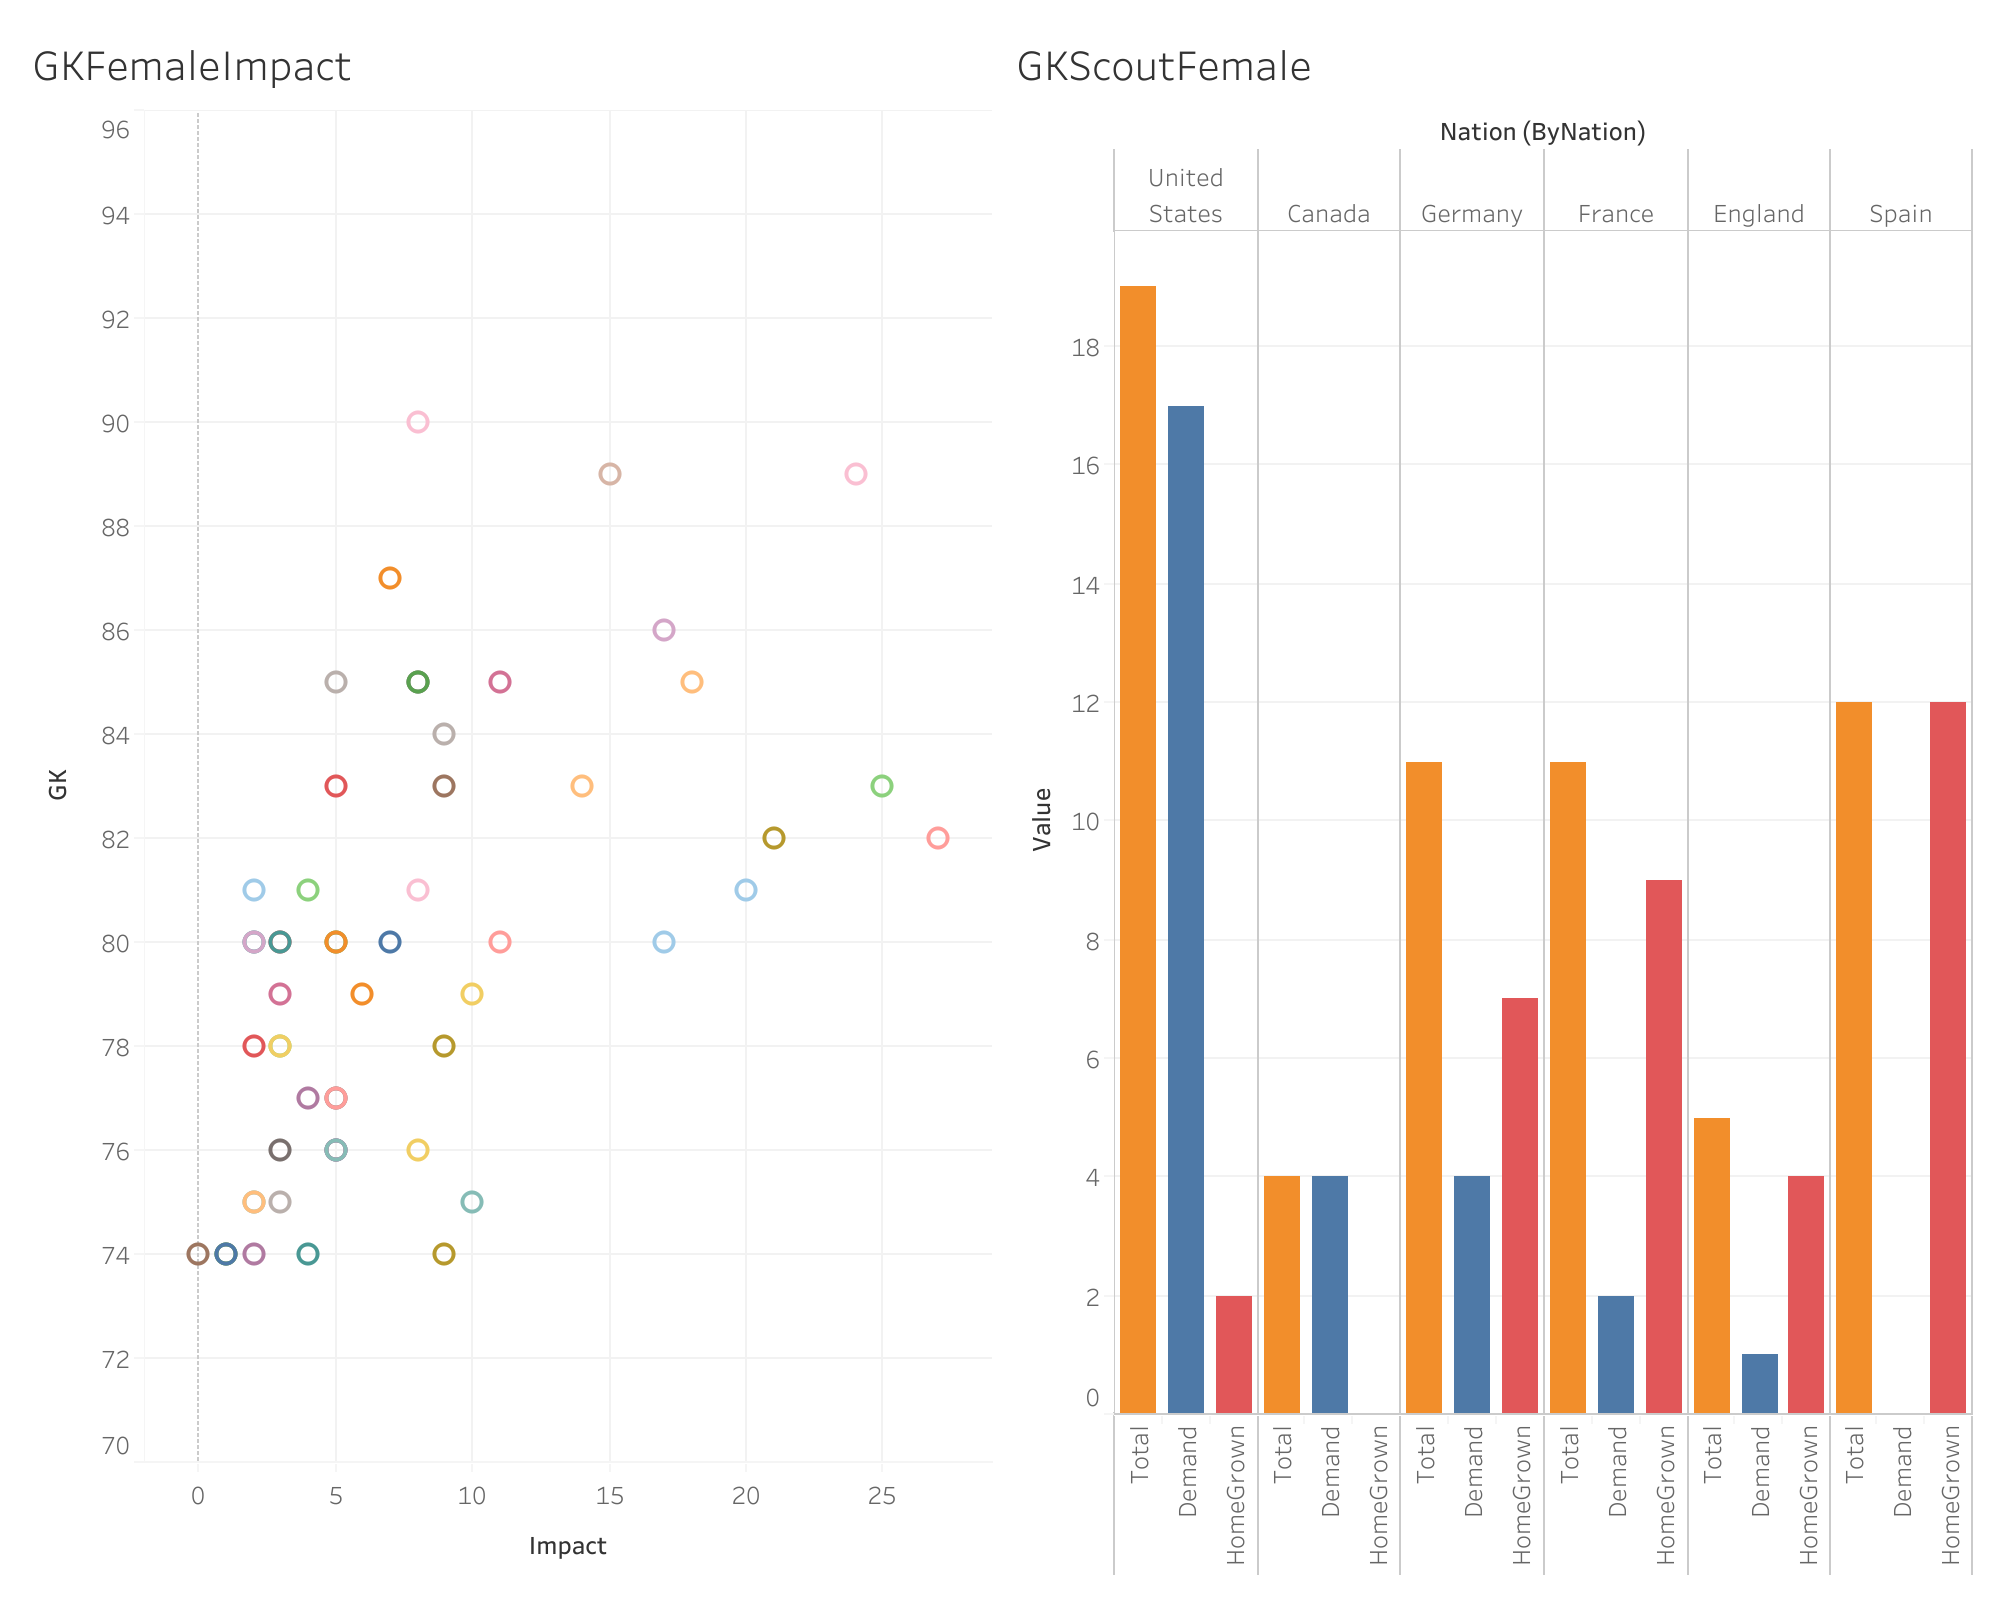 GKFemaleImpact
96
94
92
90
88
86
84
82
80
78
76
74
72
70
GK
0 5 10 15 20 25
Impact
GKScoutFemale
Nation (ByNation)
United
States Canada Germany France England Spain
18
16
14
12
10
8
6
4
2
0
Value
Total Demand HomeGrown Total Demand HomeGrown Total Demand HomeGrown Total Demand HomeGrown Total Demand HomeGrown Total Demand HomeGrown